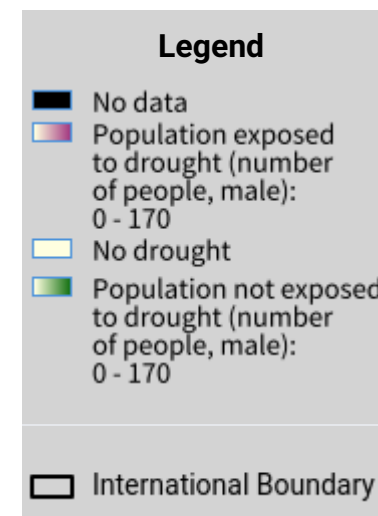 Legend
No data
Population exposed
to drought (number
of people, male):
0 - 170
No drought
Population not exposed
to drought (number
of people, male):
0 - 170
International Boundary